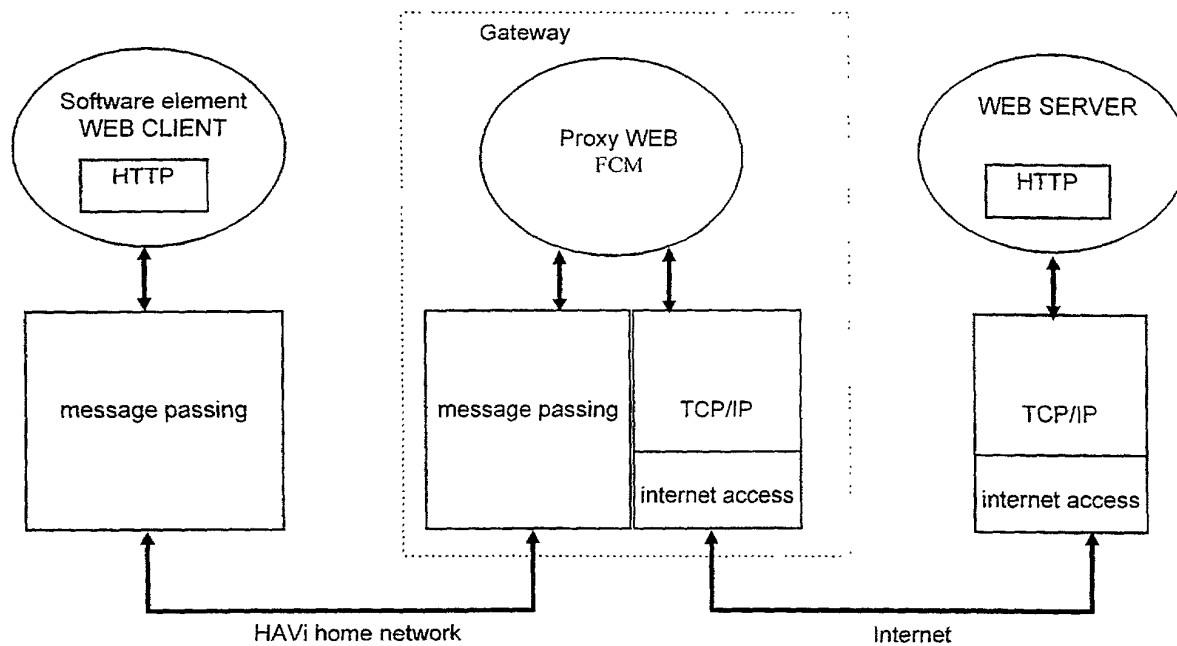 Gateway
Software element
WEB CLIENT
HTTP
Proxy WEB
FCM
WEB SERVER
HTTP
message passing
message passing
TCP/IP
internet access
TCP/IP
internet access
HAVi home network
Internet